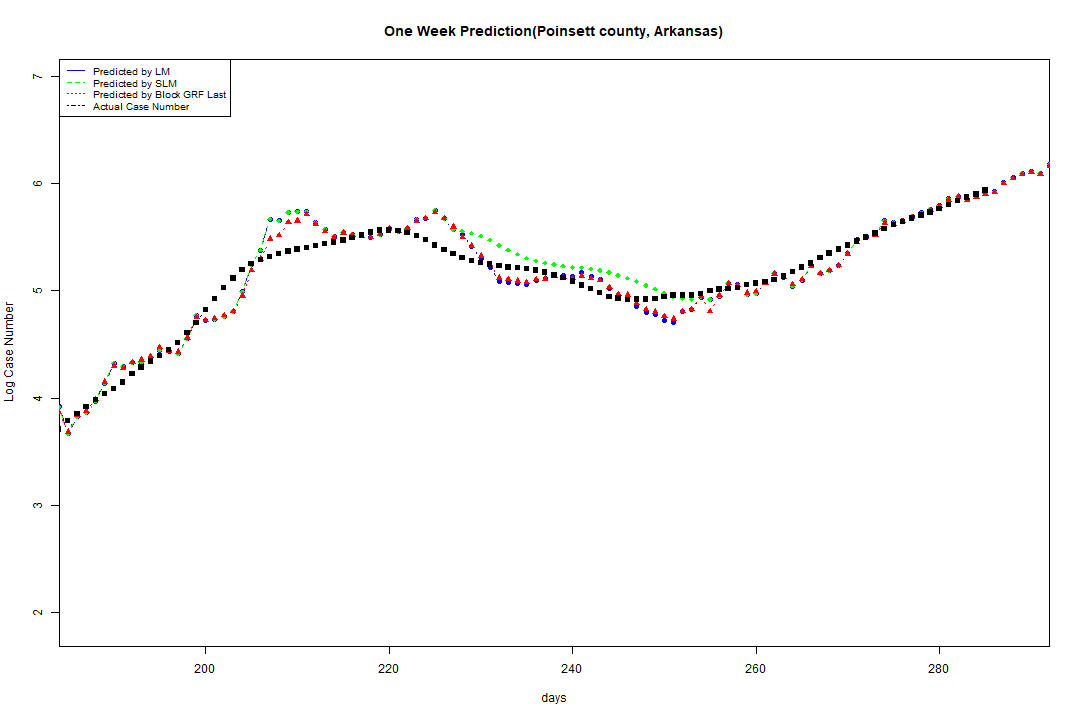 One Week Prediction(Poinsett county, Arkansas)
Predicted by LM
Predicted by SLM
Predicted by Block GRF Last
Actual Case Number
7
6
5
4
3
2
Log Case Number
200 220 240 260 280
days